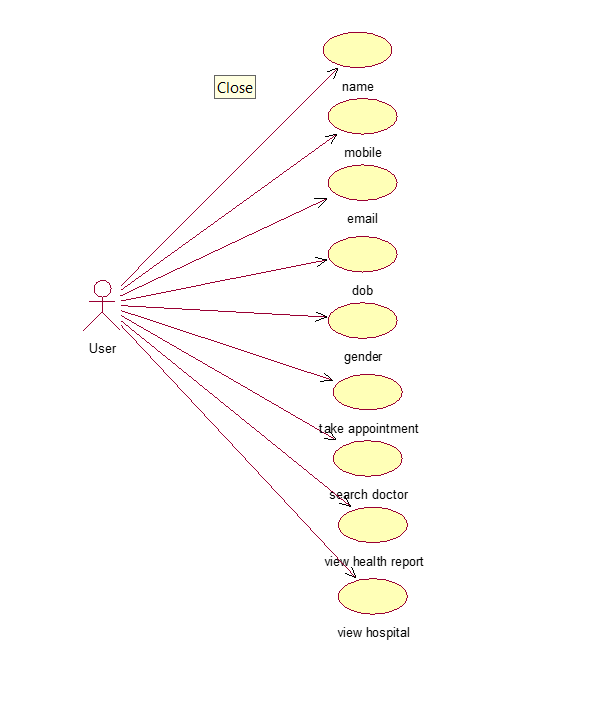 Close
name
mobile
email
dob
gender
User
take appointment
search doctor
view health report
view hospital